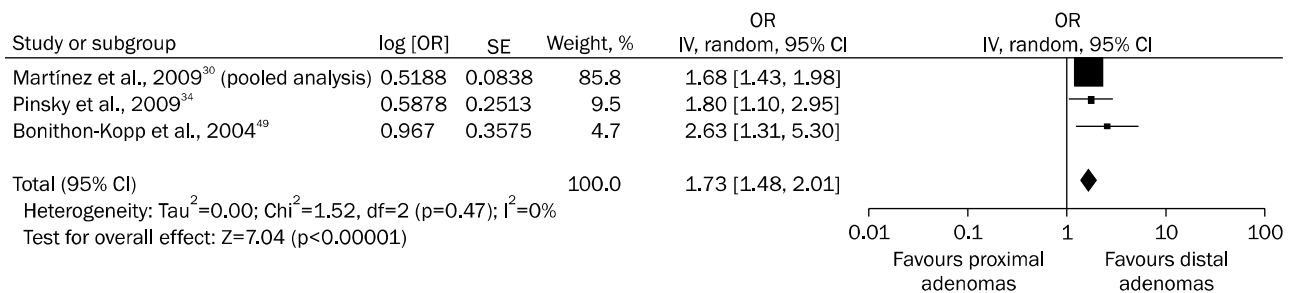 OR OR
Study or subgroup log [OR] SE Weight, % IV, random, 95% CI IV, random, 95% CI
Martínez et al., 2009³⁰ (pooled analysis) 0.5188 0.0838 85.8 1.68 [1.43, 1.98]
Pinsky et al., 2009³⁴ 0.5878 0.2513 9.5 1.80 [1.10, 2.95]
Bonithon-Kopp et al., 2004⁴⁹ 0.967 0.3575 4.7 2.63 [1.31, 5.30]
Total (95% CI) 100.0 1.73 [1.48, 2.01]
Heterogeneity: Tau²=0.00; Chi²=1.52, df=2 (p=0.47); I²=0%
Test for overall effect: Z=7.04 (p<0.00001)
0.01 0.1 1 10 100
Favours proximal Favours distal
adenomas adenomas